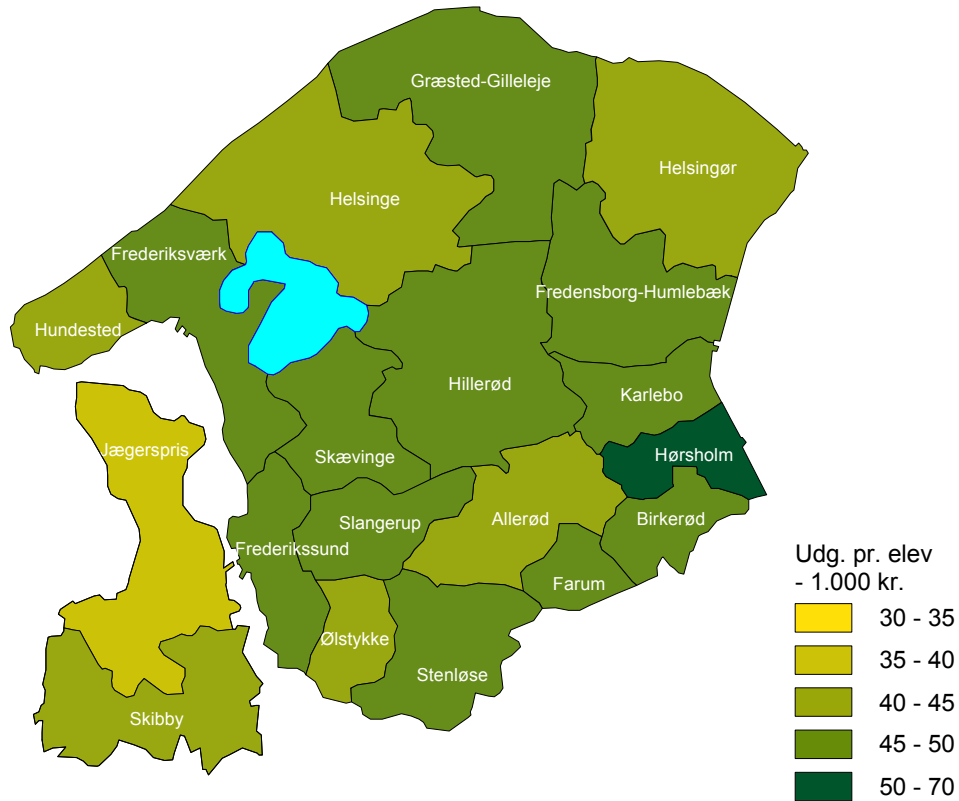 Græsted-Gilleleje
Helsingør
Helsinge
Frederiksværk
Fredensborg-Humlebæk
Hundested
Hillerød
Karlebo
Jægerspris
Hørsholm
Skævinge
Slangerup
Allerød
Birkerød
Frederikssund
Farum
Ølstykke
Stenløse
Skibby
Udg. pr. elev
- 1.000 kr.
30 - 35
35 - 40
40 - 45
45 - 50
50 - 70